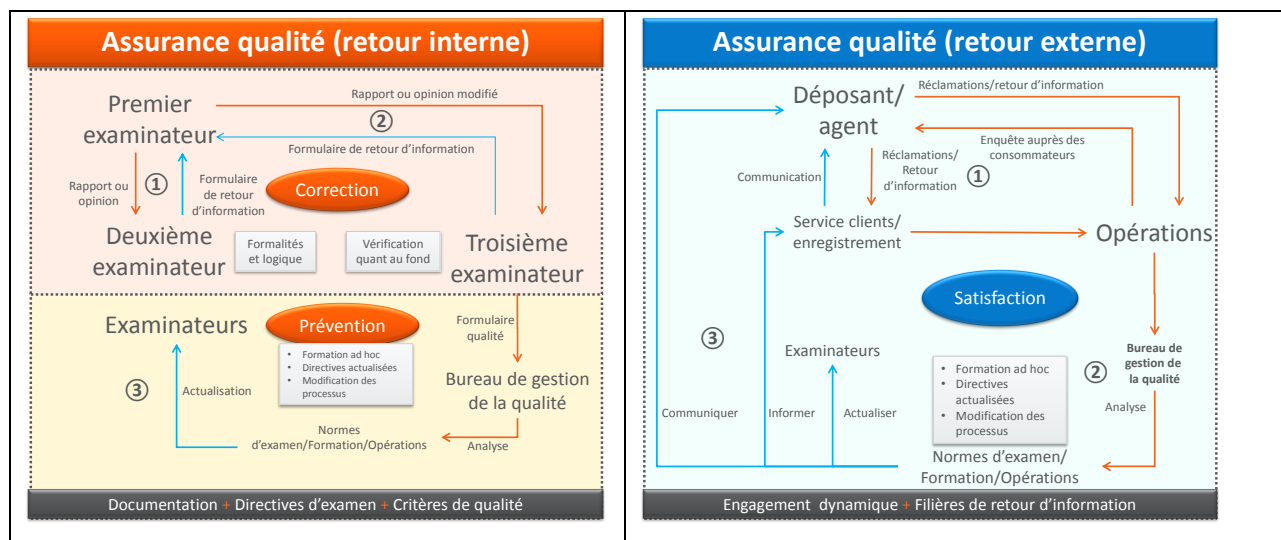 Assurance qualité (retour interne)
Premier
examinateur
Rapport ou opinion modifié
②
Formulaire de retour d'information
①
Rapport ou
opinion
Formulaire
de retour
d'information
Correction
Deuxième
examinateur
Formalités
et logique
Vérification
quant au fond
Troisième
examinateur
Examinateurs
Prévention
Formulaire
qualité
• Formation ad hoc
• Directives actualisées
• Modification des
processus
③
Actualisation
Bureau de gestion
de la qualité
Normes
d'examen/Formation/Opérations
Analyse
Documentation + Directives d'examen + Critères de qualité
Assurance qualité (retour externe)
Déposant/
agent
Réclamations/retour d'information
Enquête auprès des
consommateurs
Communication
Réclamations/
Retour
d'information
①
Service clients/
enregistrement
Opérations
Satisfaction
③
Examinateurs
• Formation ad hoc
• Directives
actualisées
• Modification des
processus
②
Bureau de
gestion de
la qualité
Communiquer
Informer
Actualiser
Analyse
Normes d'examen/
Formation/Opérations
Engagement dynamique + Filières de retour d'information